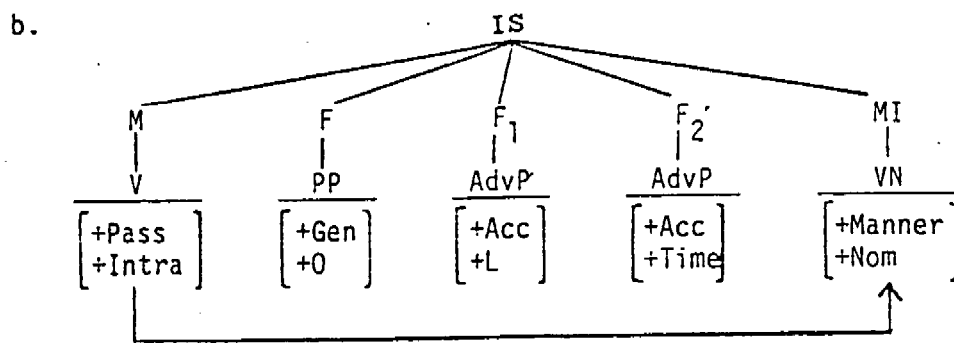 b. IS
M F F1 F2' MI
V PP AdvP AdvP VN
[+Pass [+Gen [+Acc [+Acc [+Manner
+Intra] +O] +L] +Time] +Nom]